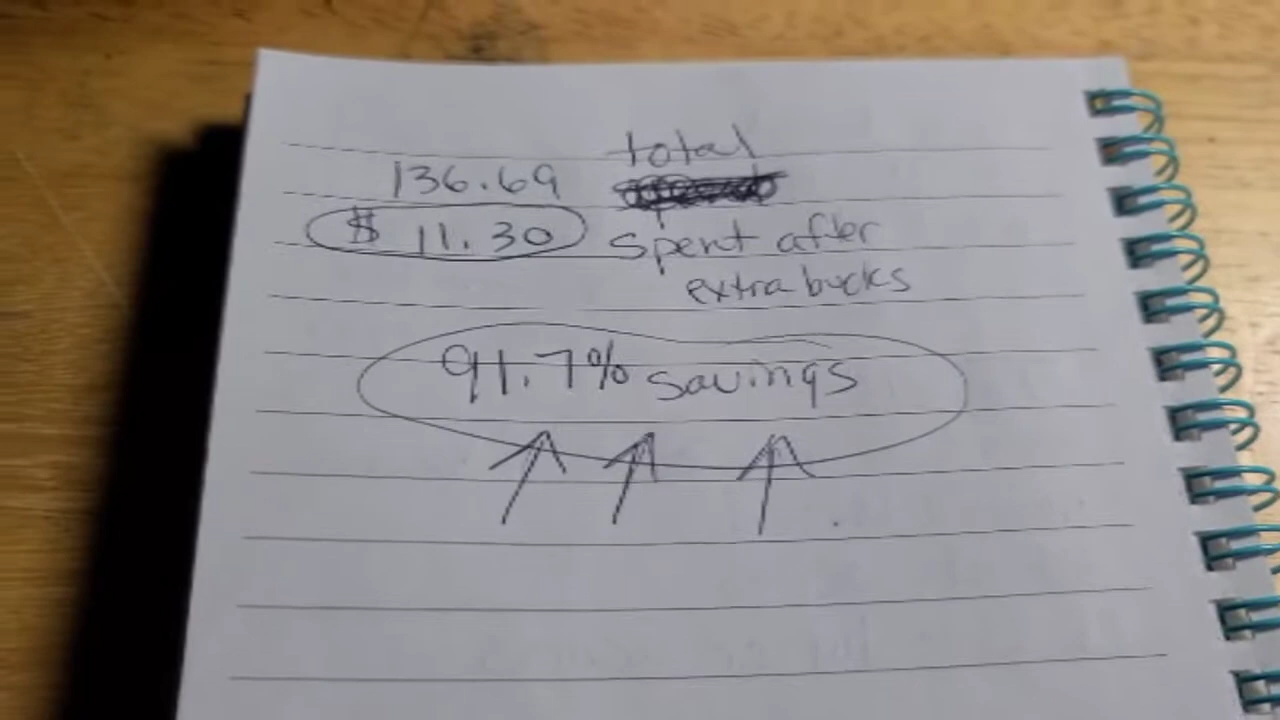 136.69 total
$ 11.30 spent after
extra bucks
91.7% savings